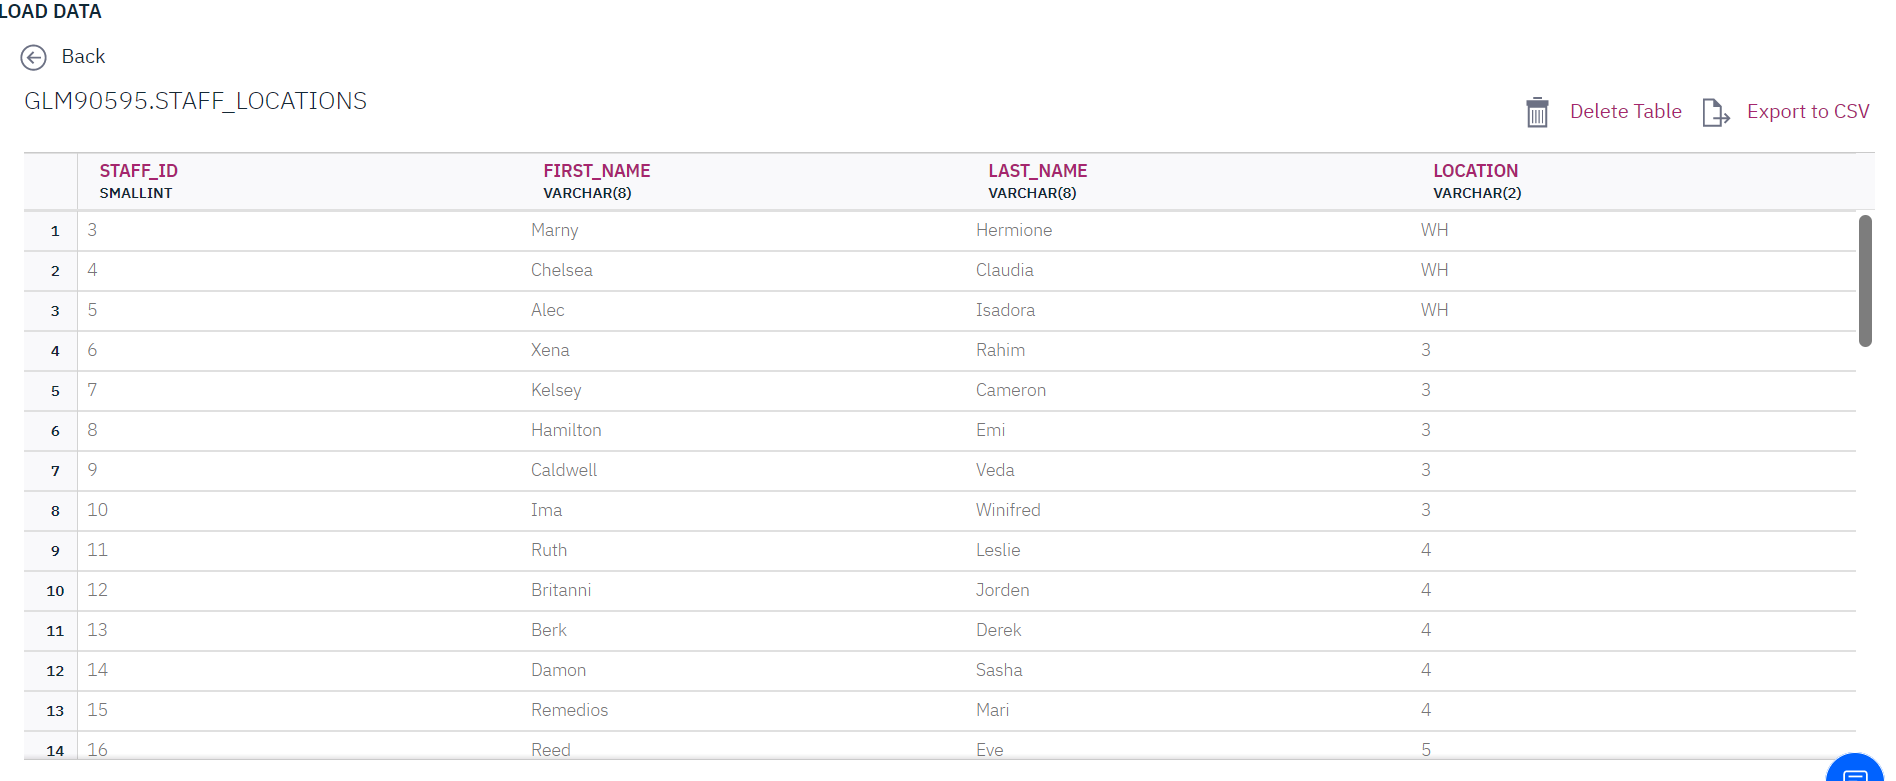 LOAD DATA
Back
GLM90595.STAFF_LOCATIONS
Delete Table Export to CSV
STAFF_ID FIRST_NAME LAST_NAME LOCATION
SMALLINT VARCHAR(8) VARCHAR(8) VARCHAR(2)
1 3 Marny Hermione WH
2 4 Chelsea Claudia WH
3 5 Alec Isadora WH
4 6 Xena Rahim 3
5 7 Kelsey Cameron 3
6 8 Hamilton Emi 3
7 9 Caldwell Veda 3
8 10 Ima Winifred 3
9 11 Ruth Leslie 4
10 12 Britanni Jorden 4
11 13 Berk Derek 4
12 14 Damon Sasha 4
13 15 Remedios Mari 4
14 16 Reed Eve 5